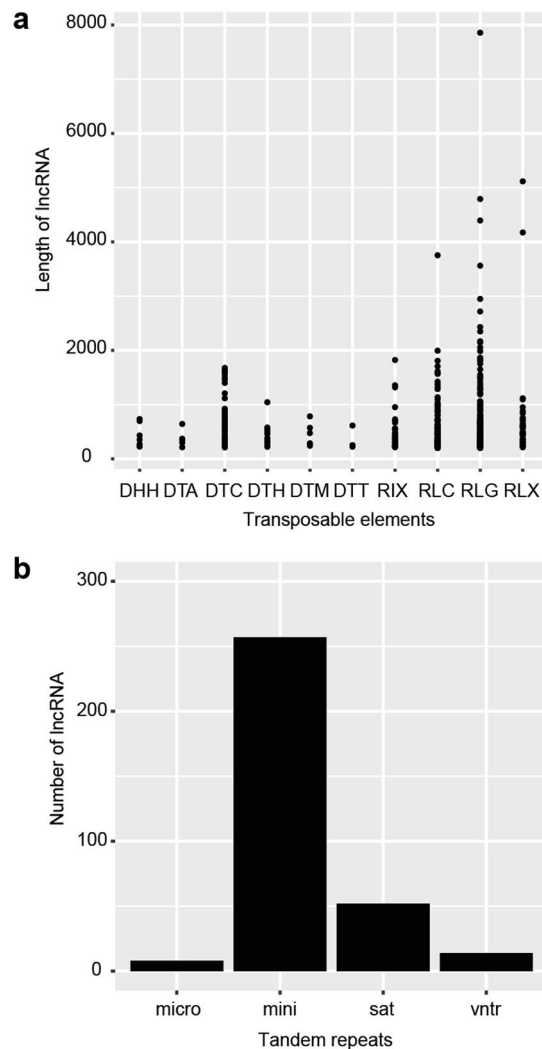 a
8000
6000
4000
2000
0
Length of lncRNA
DHH DTA DTC DTH DTM DTT RIX RLC RLG RLX
Transposable elements
b
300
200
100
0
Number of lncRNA
micro mini sat vntr
Tandem repeats